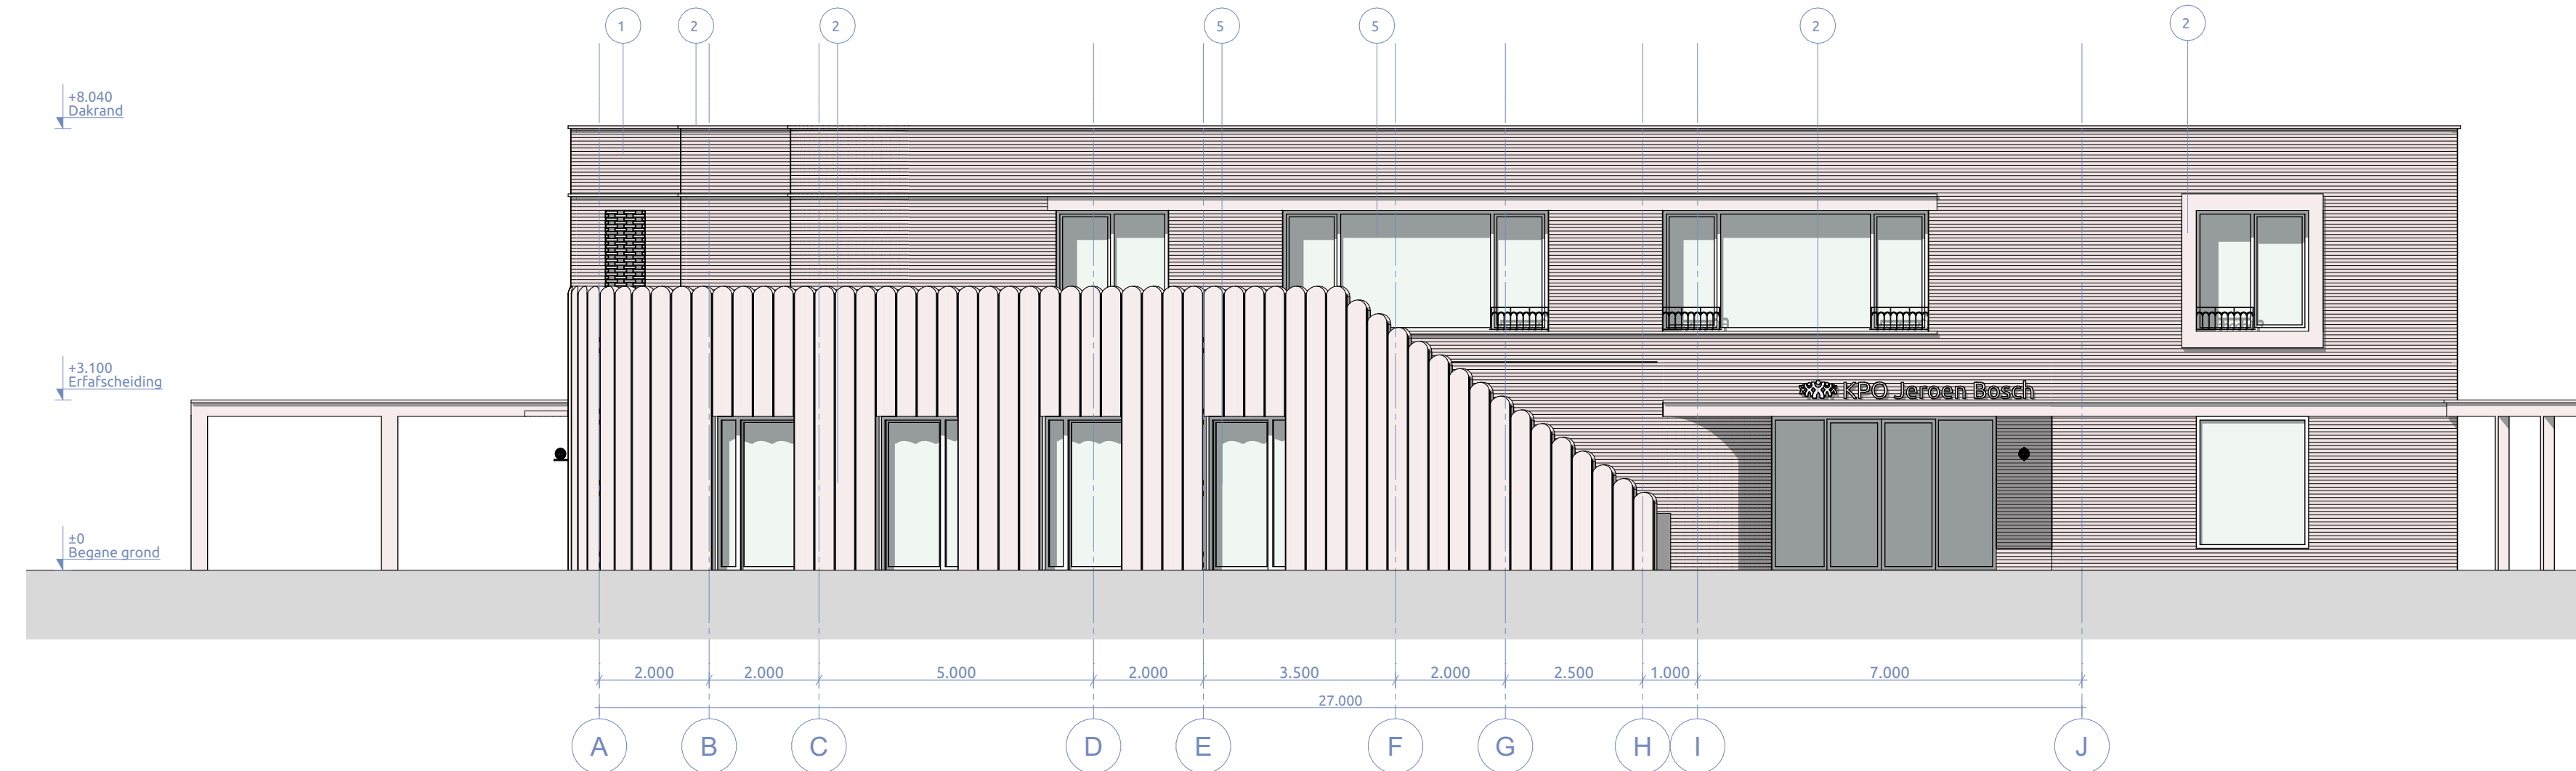 1 2 2 5 5 2 2
+8.040
Dakrand
+3.100
Erfafscheiding
KPO Jeroen Bosch
±0
Begane grond
2.000 2.000 5.000 2.000 3.500 2.000 2.500 1.000 7.000
27.000
A B C D E F G H I J